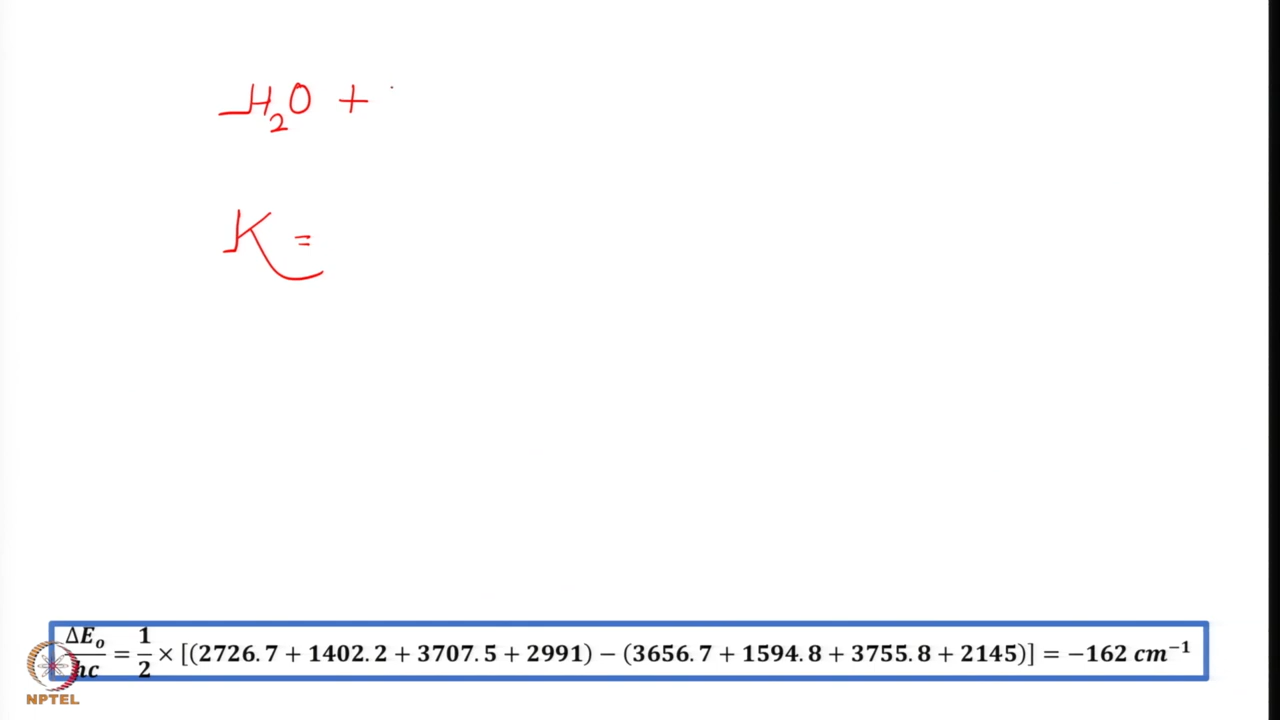 H₂O +
K =
ΔEₒ/hc = 1/2 × [(2726.7 + 1402.2 + 3707.5 + 2991) − (3656.7 + 1594.8 + 3755.8 + 2145)] = −162 cm⁻¹
NPTEL